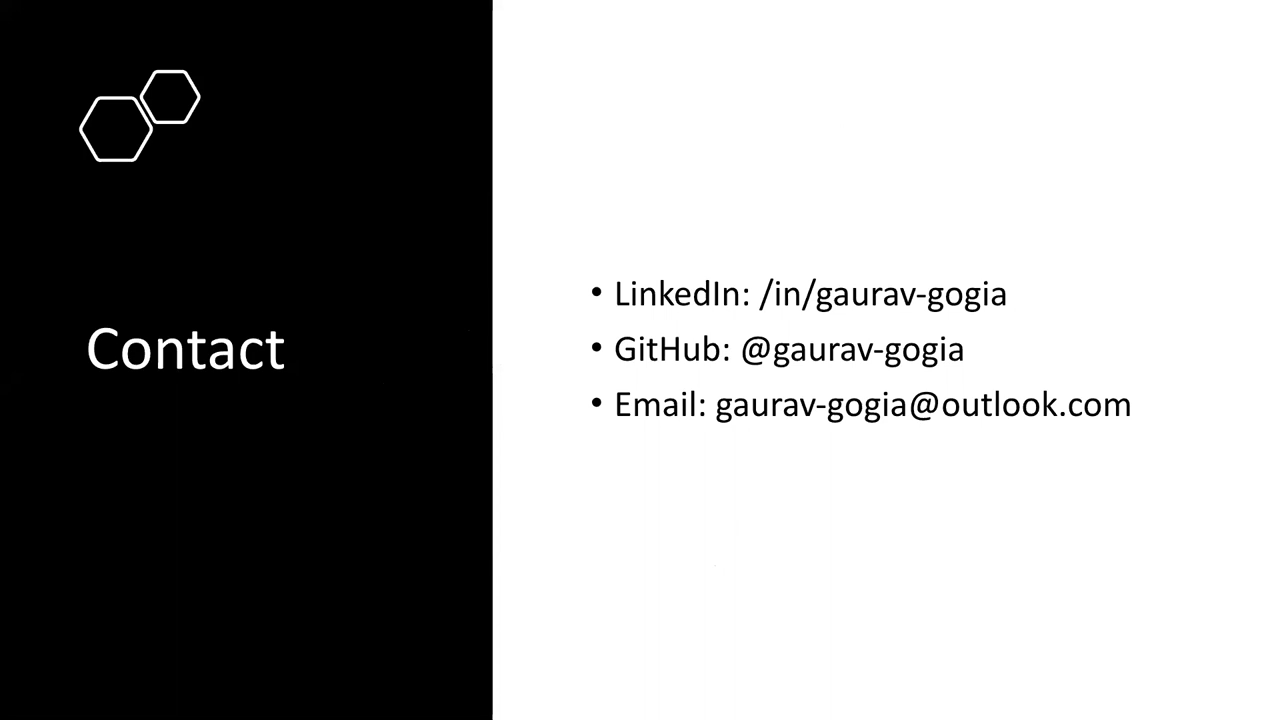 Contact
• LinkedIn: /in/gaurav-gogia
• GitHub: @gaurav-gogia
• Email: gaurav-gogia@outlook.com